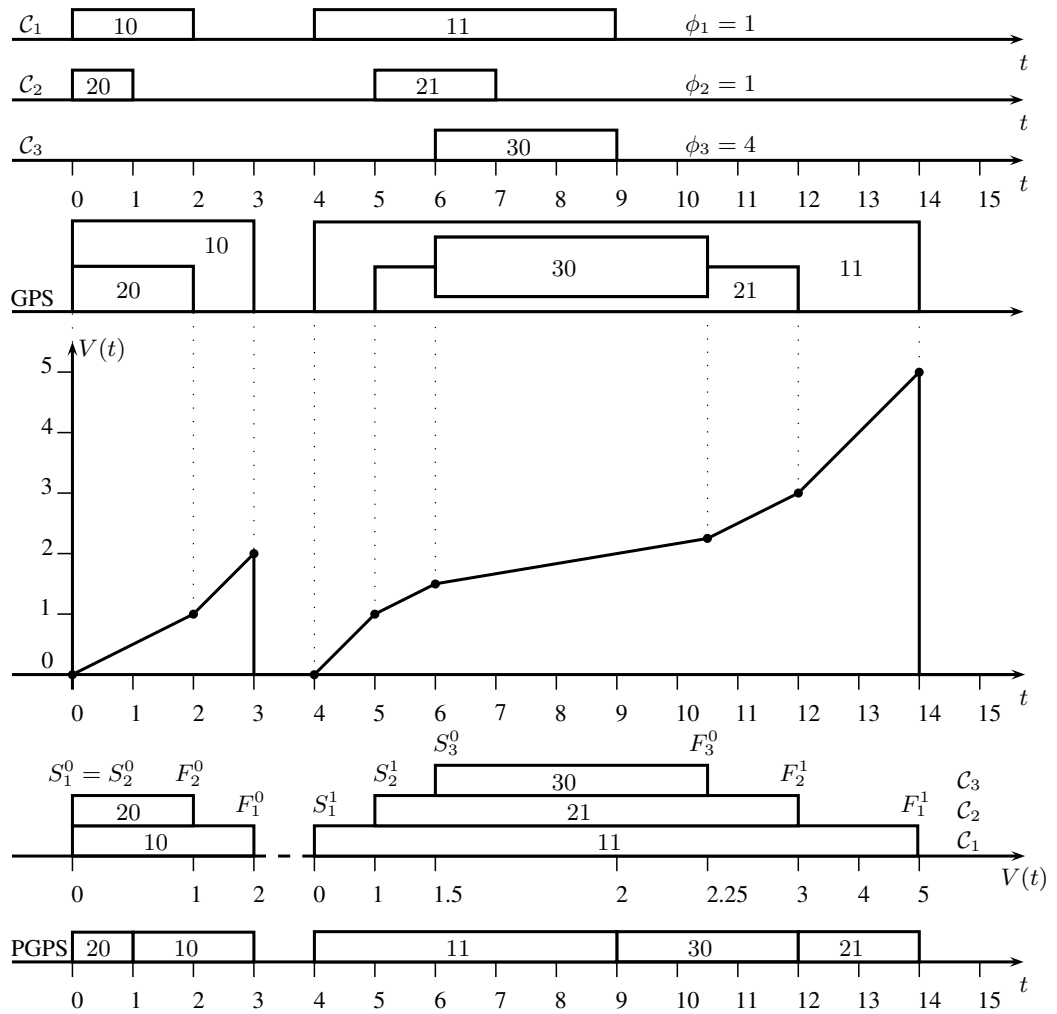 𝒞₁ 10 11 ϕ₁ = 1
t
𝒞₂ 20 21 ϕ₂ = 1
t
𝒞₃ 30 ϕ₃ = 4
0 1 2 3 4 5 6 7 8 9 10 11 12 13 14 15 t
10 30 11
GPS 20 21
V(t)
5
4
3
2
1
0
0 1 2 3 4 5 6 7 8 9 10 11 12 13 14 15 t
S₃⁰ F₃⁰
S₁⁰ = S₂⁰ F₂⁰ S₂¹ 30 F₂¹ 𝒞₃
20 F₁⁰ S₁¹ 21 F₁¹ 𝒞₂
10 11 𝒞₁
0 1 2 0 1 1.5 2 2.25 3 4 5 V(t)
PGPS 20 10 11 30 21
0 1 2 3 4 5 6 7 8 9 10 11 12 13 14 15 t